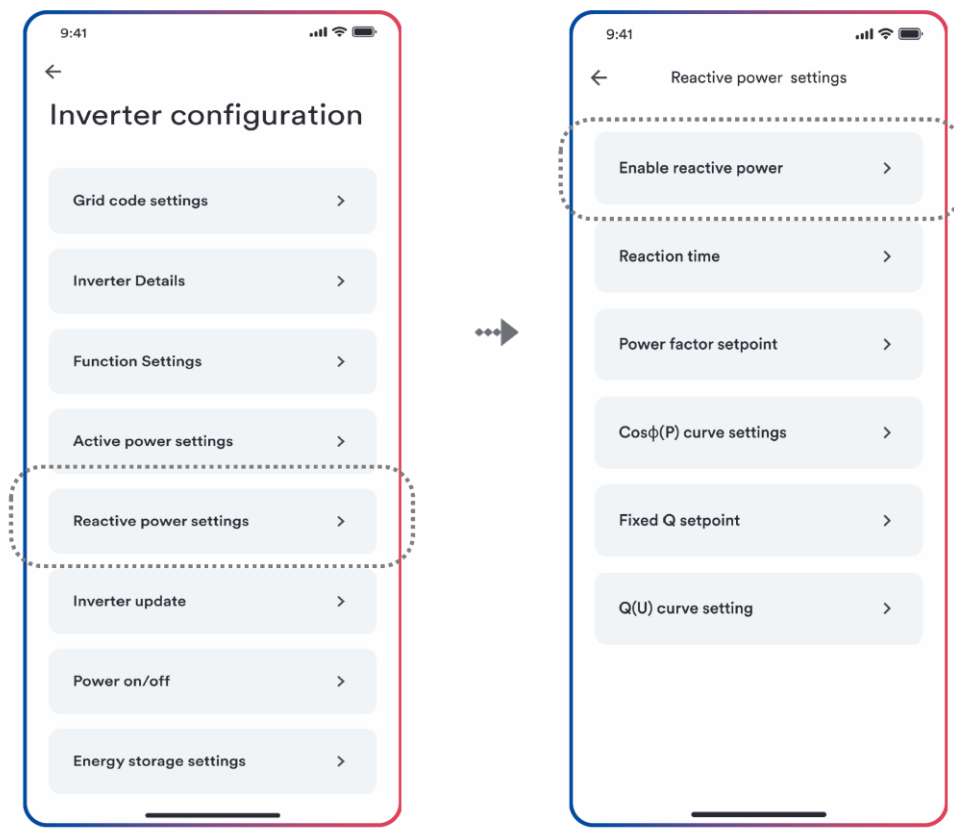 9:41
Inverter configuration
Grid code settings
Inverter Details
Function Settings
Active power settings
Reactive power settings
Inverter update
Power on/off
Energy storage settings
9:41
Reactive power settings
Enable reactive power
Reaction time
Power factor setpoint
Cosϕ(P) curve settings
Fixed Q setpoint
Q(U) curve setting